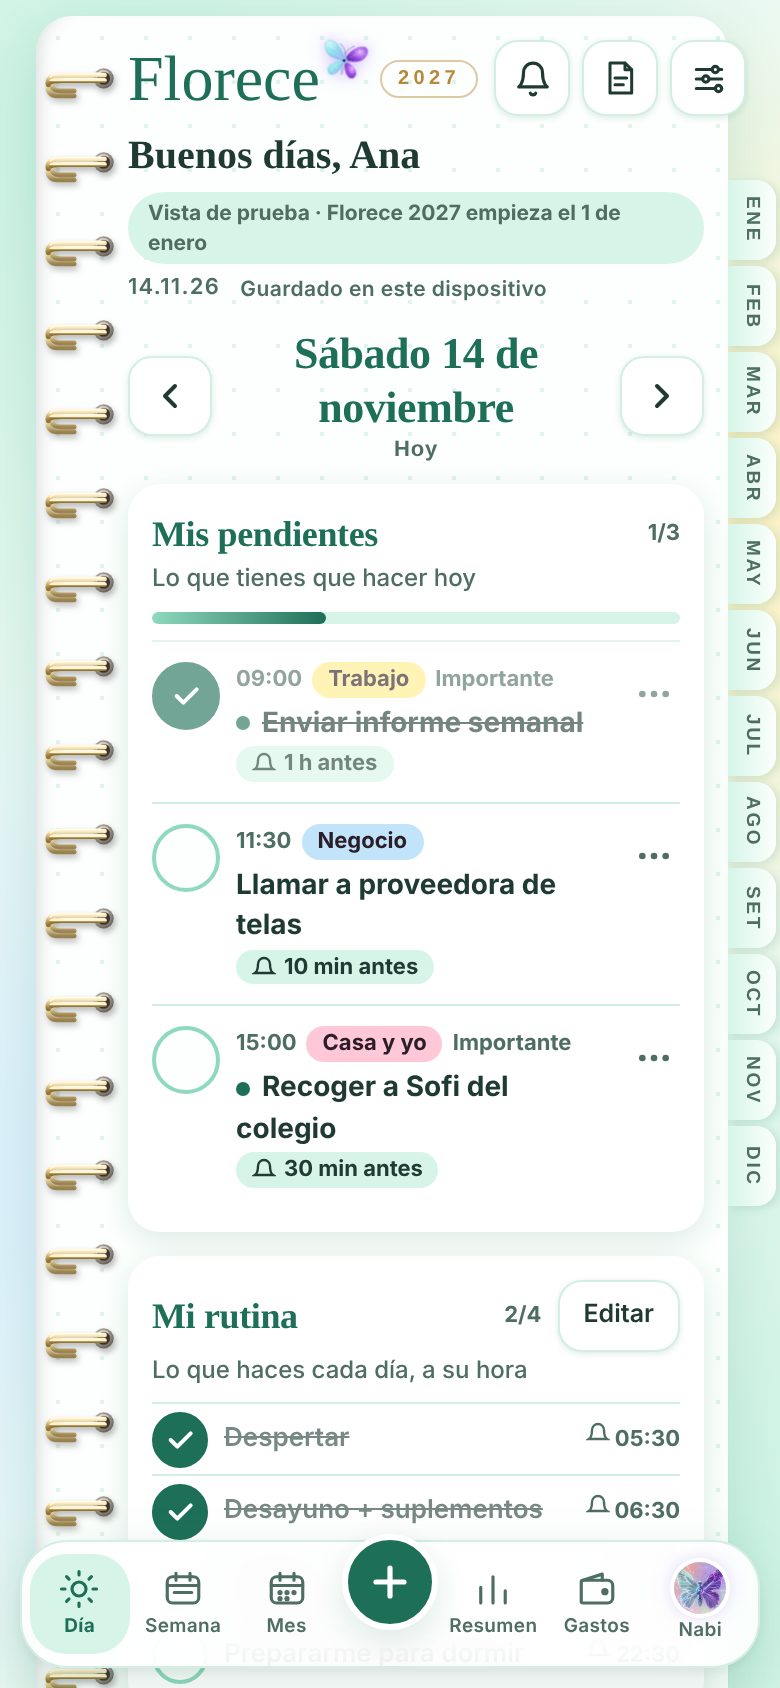 Florece
2027
Buenos días, Ana
Vista de prueba · Florece 2027 empieza el 1 de
enero
14.11.26 Guardado en este dispositivo
Sábado 14 de
noviembre
Hoy
Mis pendientes 1/3
Lo que tienes que hacer hoy
09:00 Trabajo Importante
Enviar informe semanal
1 h antes
11:30 Negocio
Llamar a proveedora de
telas
10 min antes
15:00 Casa y yo Importante
Recoger a Sofi del
colegio
30 min antes
Mi rutina 2/4 Editar
Lo que haces cada día, a su hora
Despertar 05:30
Desayuno + suplementos 06:30
Prepararme para dormir 22:30
Día Semana Mes Resumen Gastos Nabi
ENE
FEB
MAR
ABR
MAY
JUN
JUL
AGO
SET
OCT
NOV
DIC